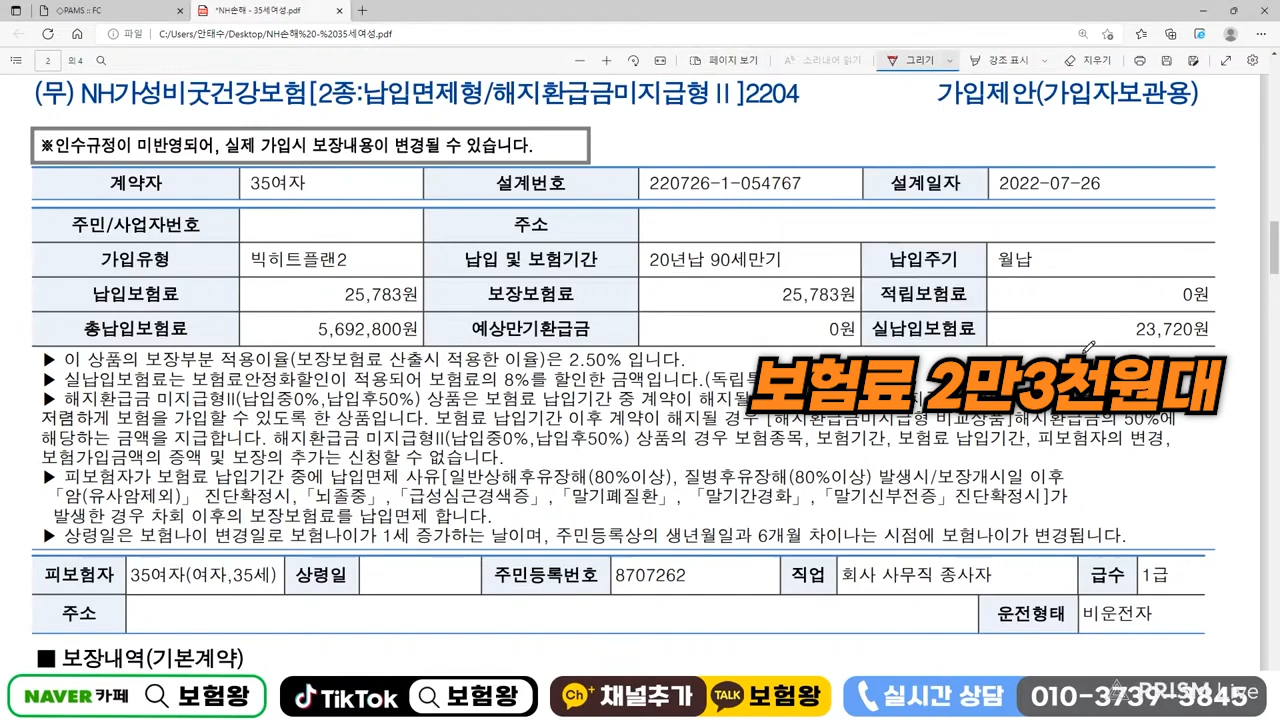 ◇PAMS :: FC
*NH손해 - 35세여성.pdf
파일 C:/Users/안태수/Desktop/NH손해%20-%2035세여성.pdf
2 의 4 페이지 보기 소리내어 읽기 그리기 강조 표시 지우기
(무) NH가성비굿건강보험[2종:납입면제형/해지환급금미지급형Ⅱ]2204 가입제안(가입자보관용)
※인수규정이 미반영되어, 실제 가입시 보장내용이 변경될 수 있습니다.
계약자 35여자 설계번호 220726-1-054767 설계일자 2022-07-26
주민/사업자번호 주소
가입유형 빅히트플랜2 납입 및 보험기간 20년납 90세만기 납입주기 월납
납입보험료 25,783원 보장보험료 25,783원 적립보험료 0원
총납입보험료 5,692,800원 예상만기환급금 0원 실납입보험료 23,720원
▶ 이 상품의 보장부분 적용이율(보장보험료 산출시 적용한 이율)은 2.50% 입니다.
▶ 실납입보험료는 보험료안정화할인이 적용되어 보험료의 8%를 할인한 금액입니다.(독립
보험료 2만3천원대
▶ 해지환급금 미지급형Ⅱ(납입중0%,납입후50%) 상품은 보험료 납입기간 중 계약이 해지될
저렴하게 보험을 가입할 수 있도록 한 상품입니다. 보험료 납입기간 이후 계약이 해지될 경우 [해지환급금미지급형 비교상품]해지환급금의 50%에
해당하는 금액을 지급합니다. 해지환급금 미지급형Ⅱ(납입중0%,납입후50%) 상품의 경우 보험종목, 보험기간, 보험료 납입기간, 피보험자의 변경,
보험가입금액의 증액 및 보장의 추가는 신청할 수 없습니다.
▶ 피보험자가 보험료 납입기간 중에 납입면제 사유[일반상해후유장해(80%이상), 질병후유장해(80%이상) 발생시/보장개시일 이후
「암(유사암제외)」 진단확정시,「뇌졸중」,「급성심근경색증」,「말기폐질환」, 「말기간경화」,「말기신부전증」진단확정시]가
발생한 경우 차회 이후의 보장보험료를 납입면제 합니다.
▶ 상령일은 보험나이 변경일로 보험나이가 1세 증가하는 날이며, 주민등록상의 생년월일과 6개월 차이나는 시점에 보험나이가 변경됩니다.
피보험자 35여자(여자,35세) 상령일 주민등록번호 8707262 직업 회사 사무직 종사자 급수 1급
주소 운전형태 비운전자
■ 보장내역(기본계약)
NAVER 카페 보험왕 TikTok 보험왕 Ch+ 채널추가 TALK 보험왕 실시간 상담 010-3739-5845
PRISM Live